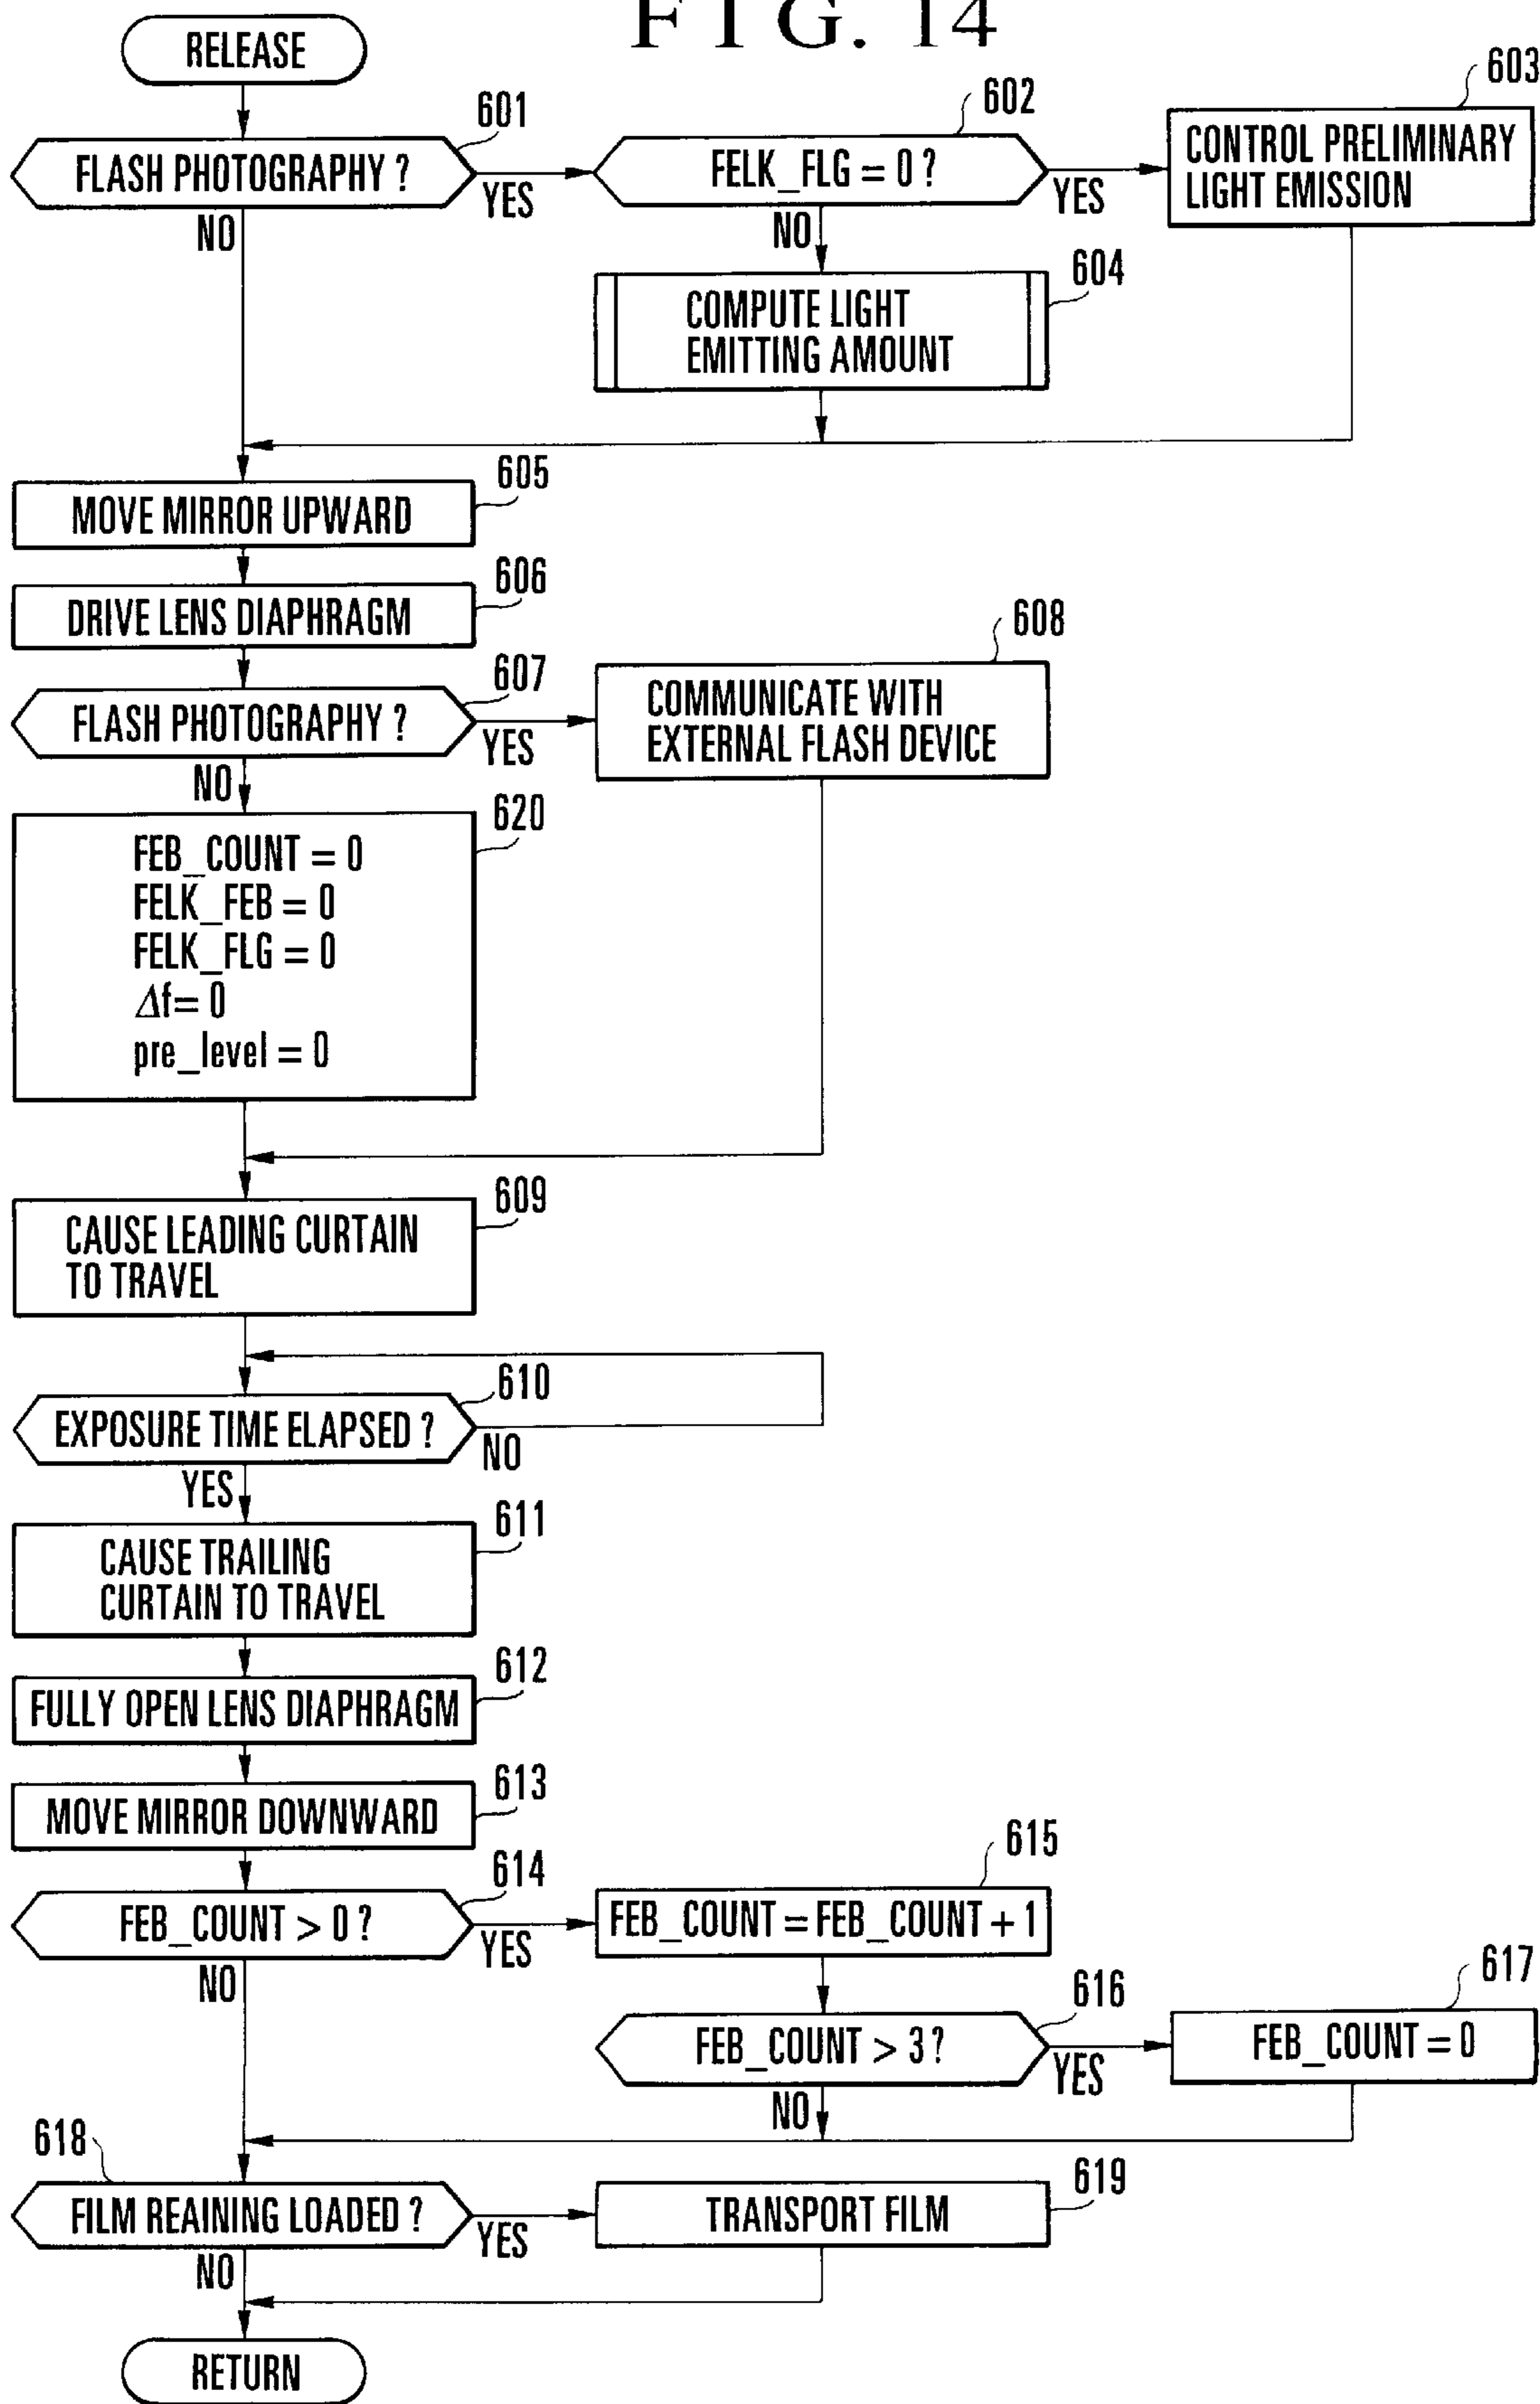 FIG. 14
RELEASE
601
FLASH PHOTOGRAPHY ?
YES
NO
602
FELK_FLG = 0 ?
YES
NO
603
CONTROL PRELIMINARY
LIGHT EMISSION
604
COMPUTE LIGHT
EMITTING AMOUNT
605
MOVE MIRROR UPWARD
606
DRIVE LENS DIAPHRAGM
607
FLASH PHOTOGRAPHY ?
YES
NO
608
COMMUNICATE WITH
EXTERNAL FLASH DEVICE
620
FEB_COUNT = 0
FELK_FEB = 0
FELK_FLG = 0
Δf= 0
pre_level = 0
609
CAUSE LEADING CURTAIN
TO TRAVEL
610
EXPOSURE TIME ELAPSED ?
NO
YES
611
CAUSE TRAILING
CURTAIN TO TRAVEL
612
FULLY OPEN LENS DIAPHRAGM
613
MOVE MIRROR DOWNWARD
614
FEB_COUNT > 0 ?
YES
NO
615
FEB_COUNT = FEB_COUNT + 1
616
FEB_COUNT > 3 ?
YES
NO
617
FEB_COUNT = 0
618
FILM REAINING LOADED ?
YES
NO
619
TRANSPORT FILM
RETURN